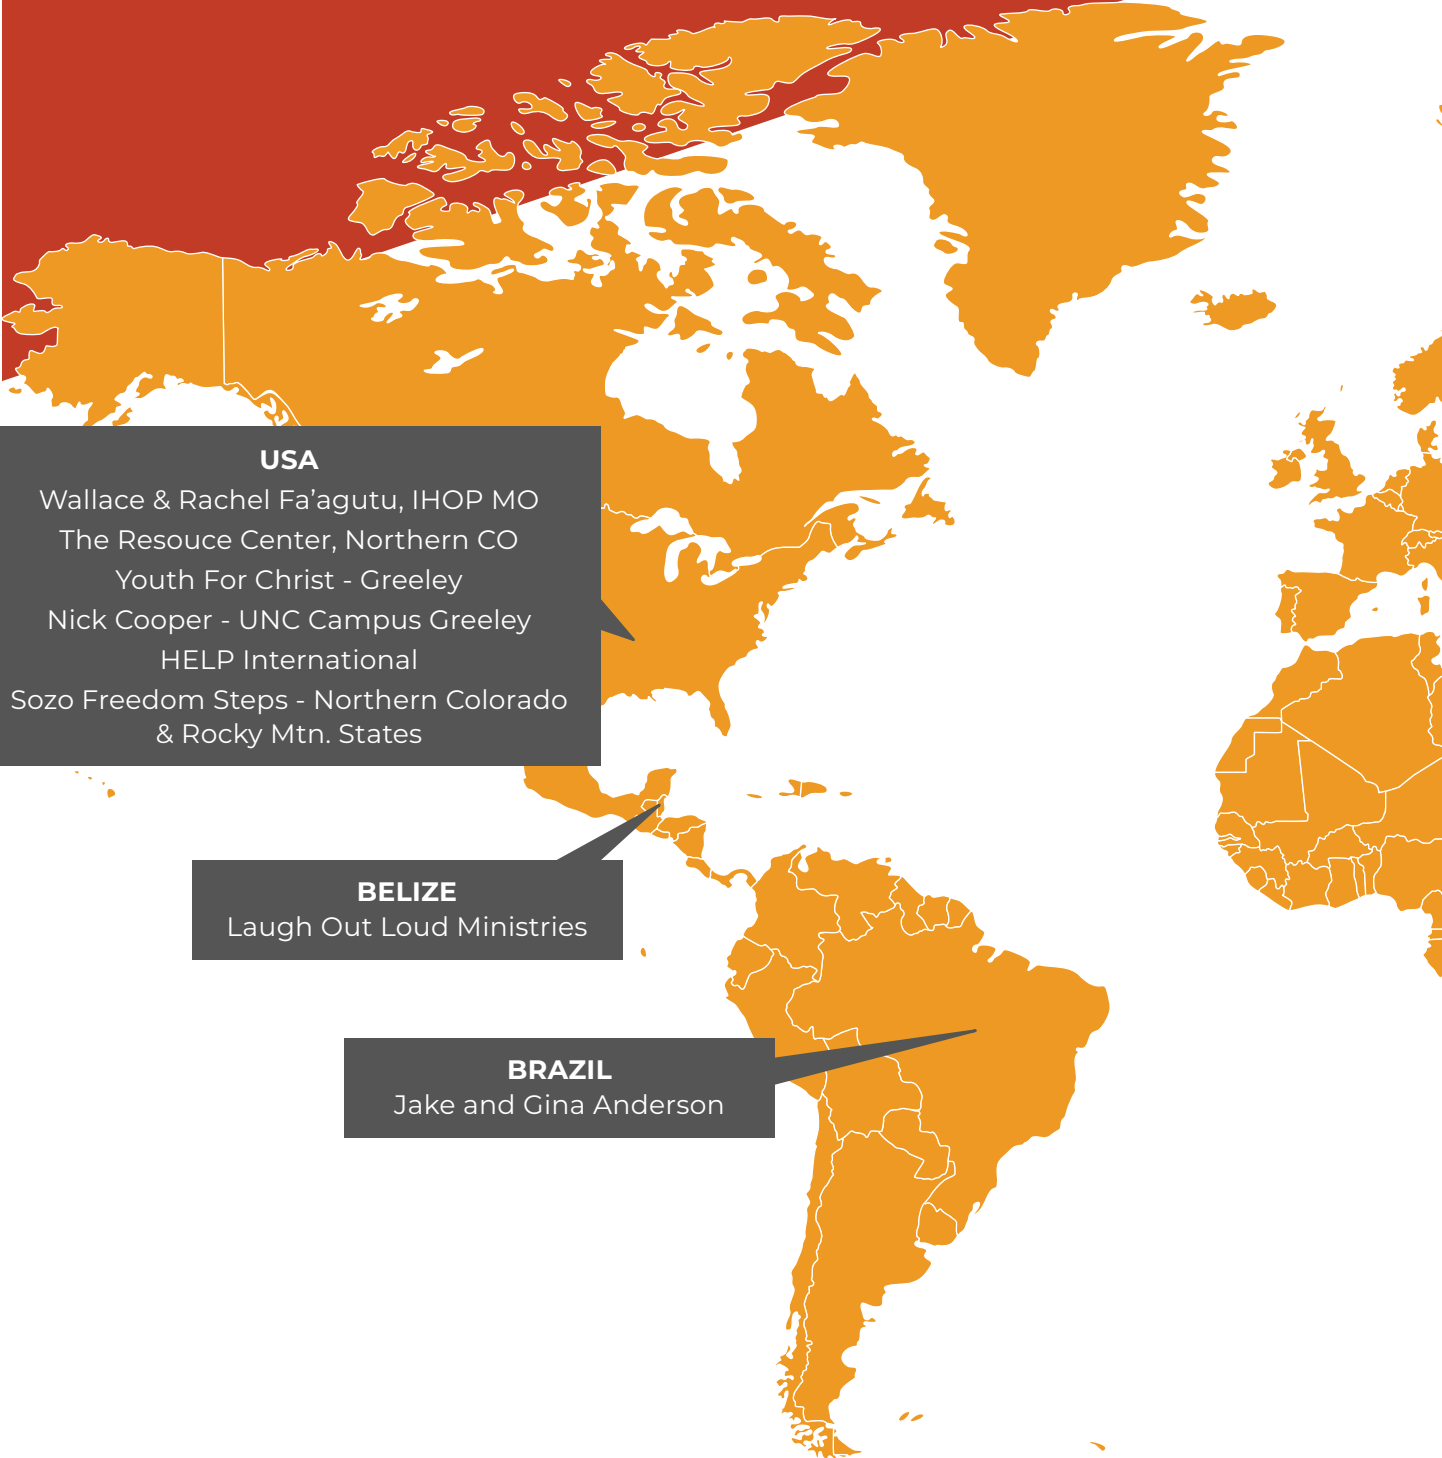 USA
Wallace & Rachel Fa’agutu, IHOP MO
The Resouce Center, Northern CO
Youth For Christ - Greeley
Nick Cooper - UNC Campus Greeley
HELP International
Sozo Freedom Steps - Northern Colorado
& Rocky Mtn. States
BELIZE
Laugh Out Loud Ministries
BRAZIL
Jake and Gina Anderson